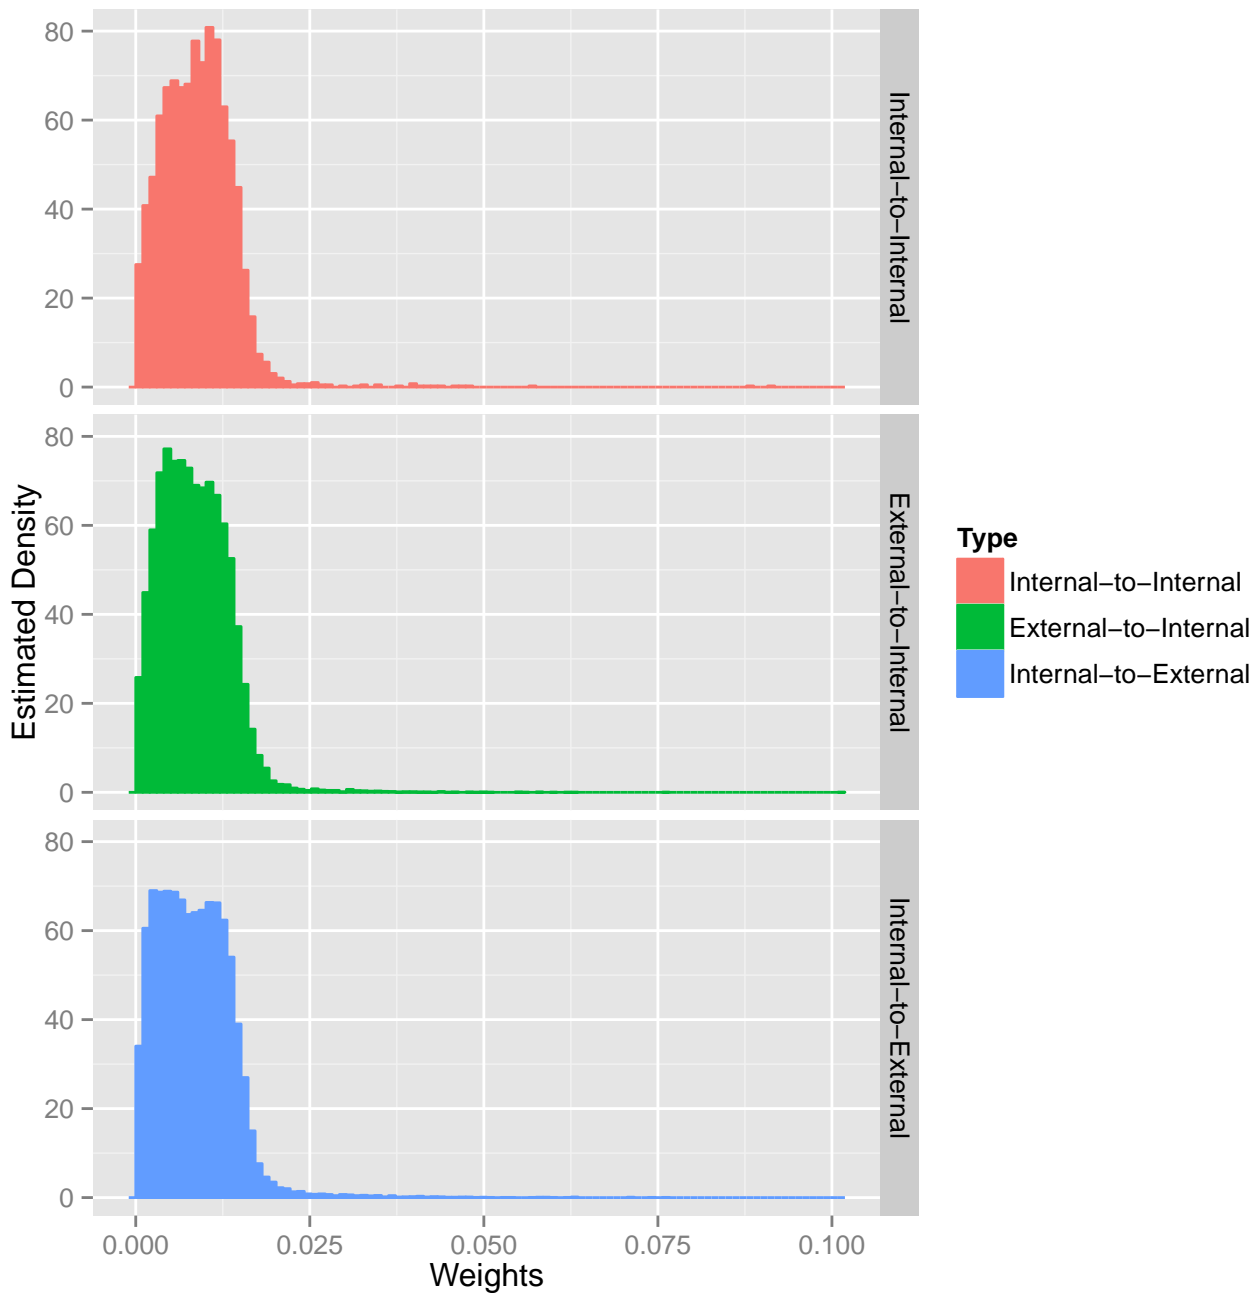 80
60
40
20
0
Internal−to−Internal
80
60
40
20
0
External−to−Internal
80
60
40
20
0
Internal−to−External
Estimated Density
0.000 0.025 0.050 0.075 0.100
Weights
Type
Internal−to−Internal
External−to−Internal
Internal−to−External